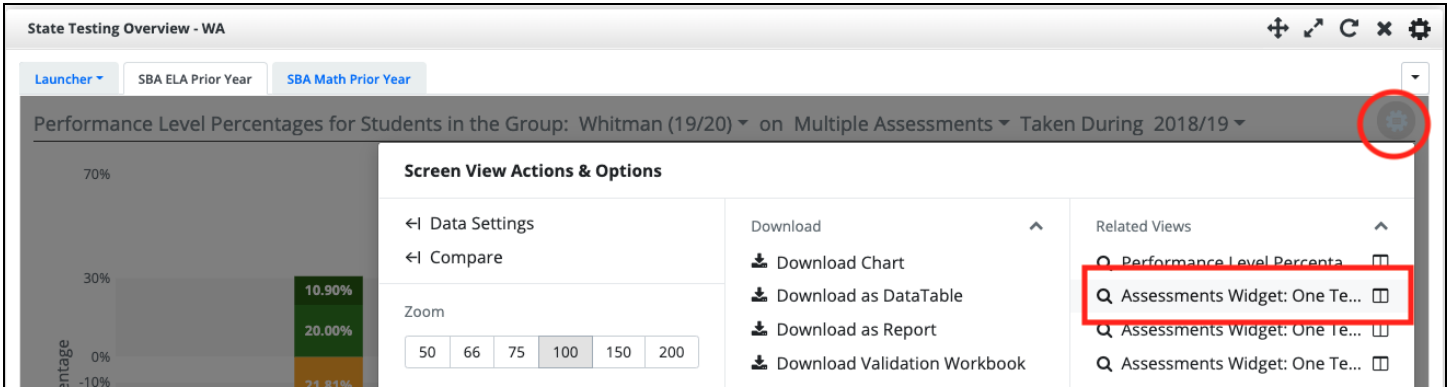 State Testing Overview - WA
Launcher
SBA ELA Prior Year
SBA Math Prior Year
Performance Level Percentages for Students in the Group: Whitman (19/20) on Multiple Assessments Taken During 2018/19
Screen View Actions & Options
70%
30%
0%
-10%
10.90%
20.00%
21.81%
Data Settings
Compare
Zoom
50 66 75 100 150 200
Download
Download Chart
Download as DataTable
Download as Report
Download Validation Workbook
Related Views
Performance Level Percenta...
Assessments Widget: One Te...
Assessments Widget: One Te...
Assessments Widget: One Te...